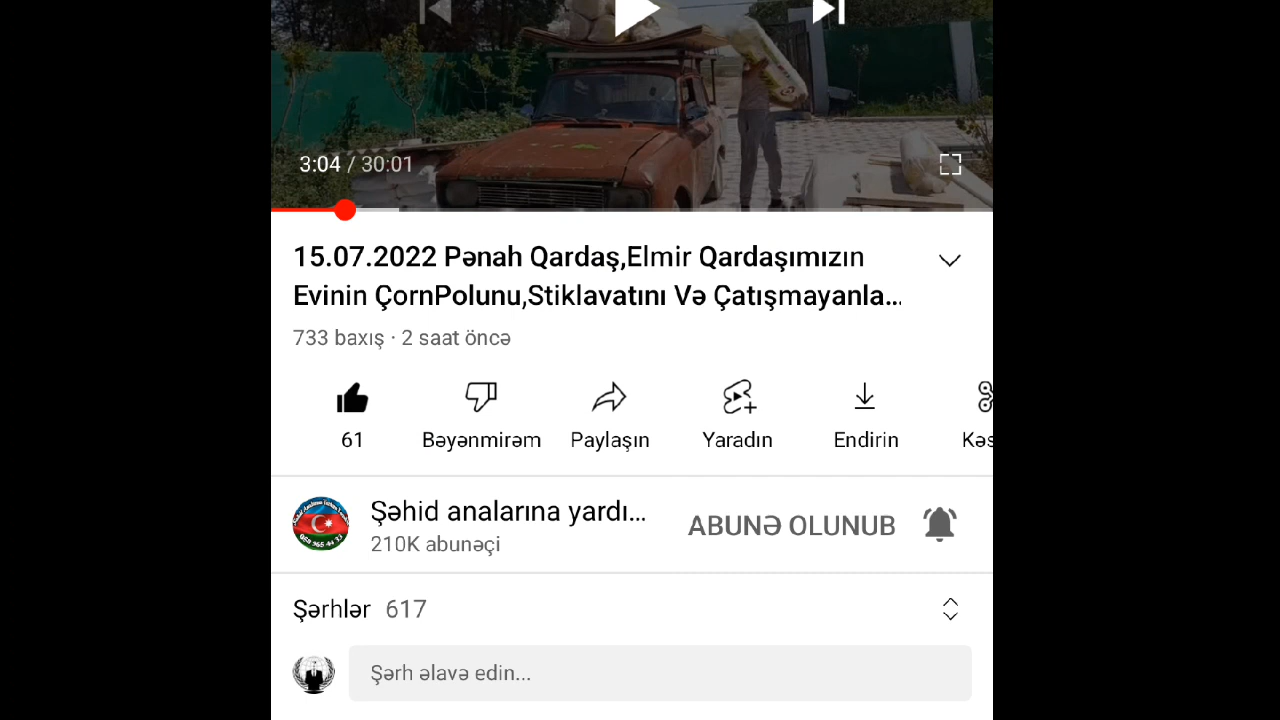 3:04 / 30:01
15.07.2022 Pənah Qardaş,Elmir Qardaşımızın
Evinin ÇornPolunu,Stiklavatını Və Çatışmayanla...
733 baxış · 2 saat öncə
61 Bəyənmirəm Paylaşın Yaradın Endirin Kəs
Şəhid analarına yardı... ABUNƏ OLUNUB
210K abunəçi
Şərhlər 617
Şərh əlavə edin...